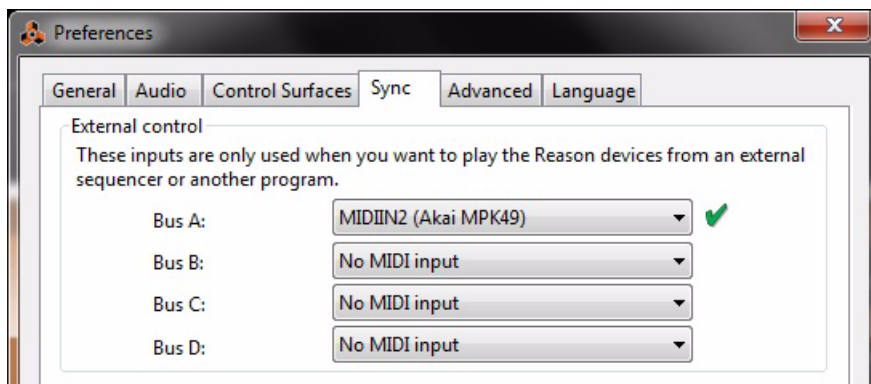 Preferences
General Audio Control Surfaces Sync Advanced Language
External control
These inputs are only used when you want to play the Reason devices from an external
sequencer or another program.
Bus A: MIDIIN2 (Akai MPK49)
Bus B: No MIDI input
Bus C: No MIDI input
Bus D: No MIDI input